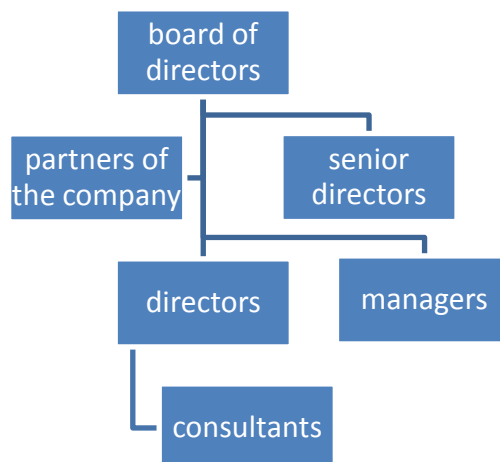 board of
directors
partners of
the company
senior
directors
directors
managers
consultants